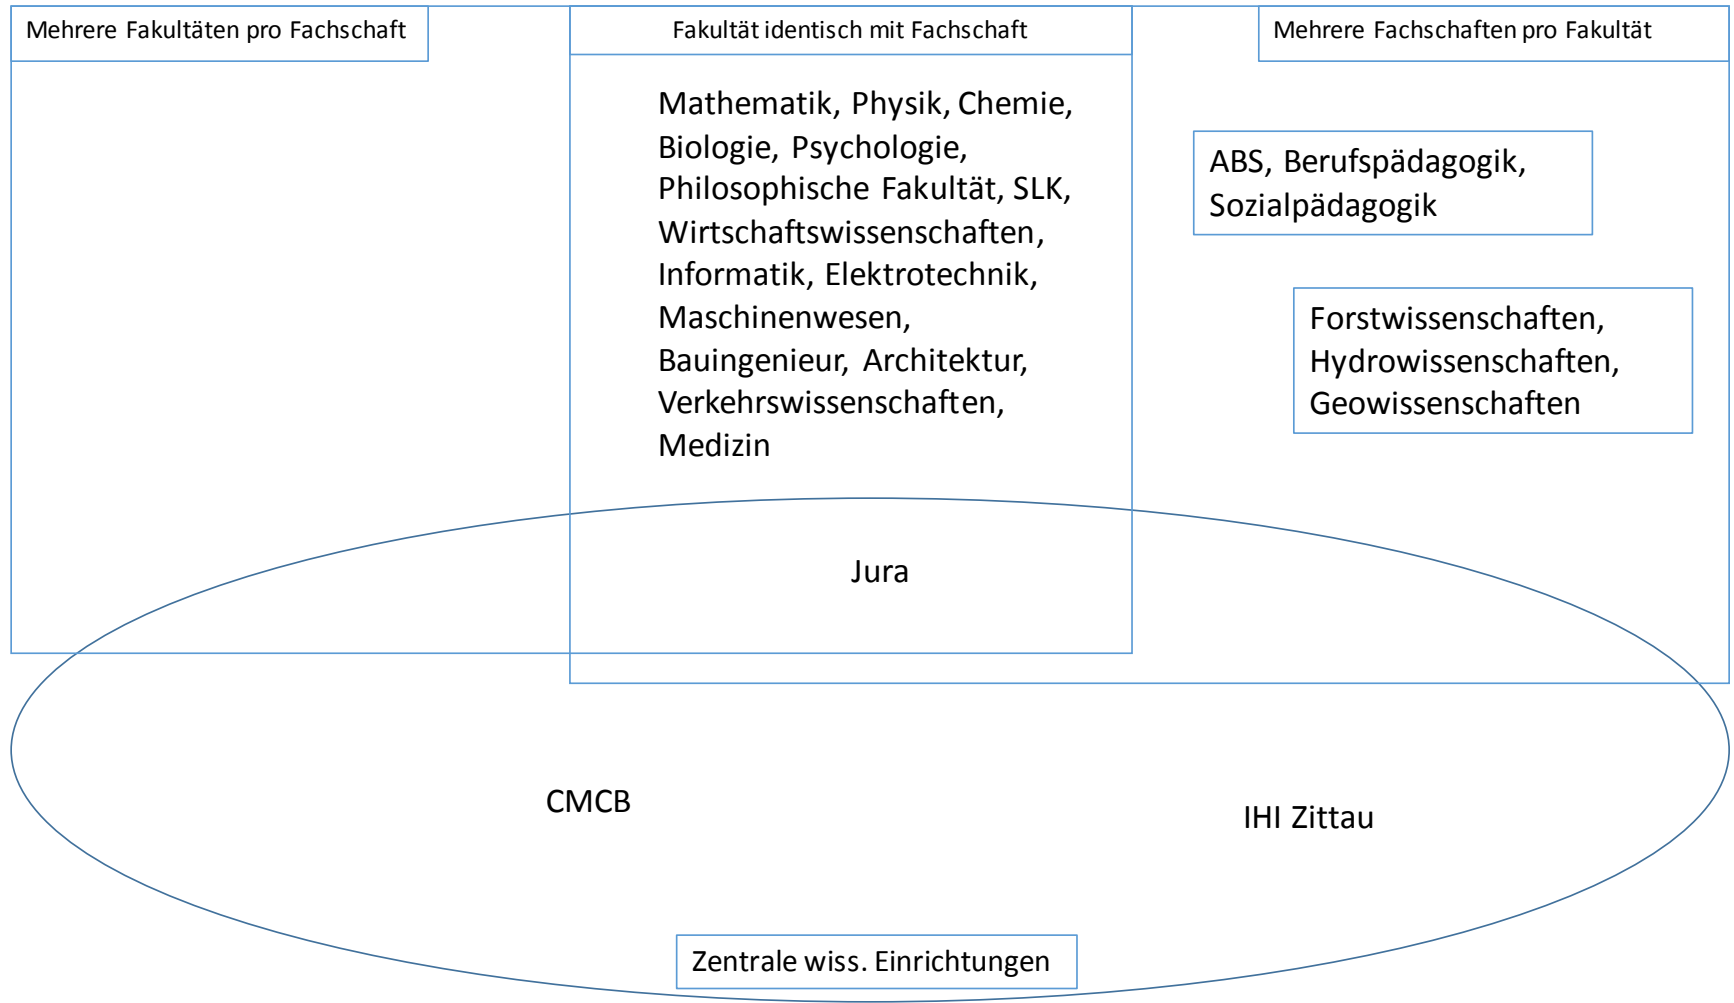 Mehrere Fakultäten pro Fachschaft
Fakultät identisch mit Fachschaft
Mehrere Fachschaften pro Fakultät
Mathematik, Physik, Chemie,
Biologie, Psychologie,
Philosophische Fakultät, SLK,
Wirtschaftswissenschaften,
Informatik, Elektrotechnik,
Maschinenwesen,
Bauingenieur, Architektur,
Verkehrswissenschaften,
Medizin
ABS, Berufspädagogik,
Sozialpädagogik
Forstwissenschaften,
Hydrowissenschaften,
Geowissenschaften
Jura
CMCB
IHI Zittau
Zentrale wiss. Einrichtungen